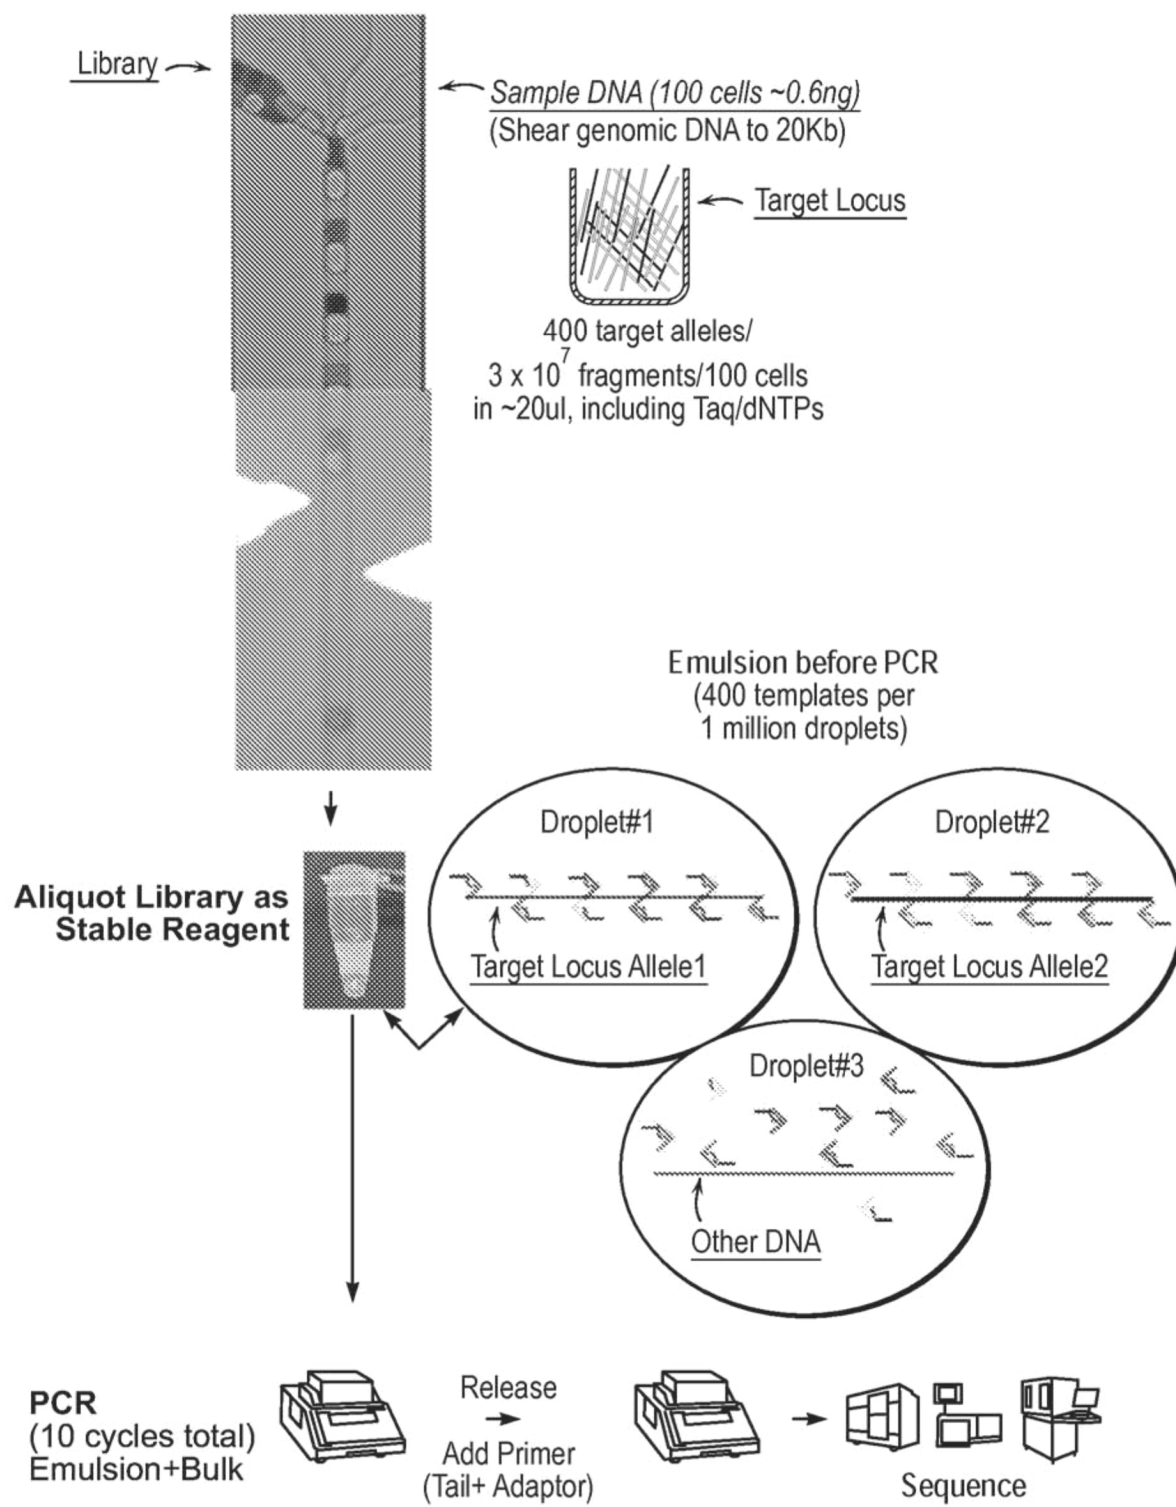 Library
Sample DNA (100 cells ~0.6ng)
(Shear genomic DNA to 20Kb)
Target Locus
400 target alleles/
3 x 10⁷ fragments/100 cells
in ~20ul, including Taq/dNTPs
Emulsion before PCR
(400 templates per
1 million droplets)
Droplet#1
Target Locus Allele1
Droplet#2
Target Locus Allele2
Droplet#3
Other DNA
Aliquot Library as
Stable Reagent
PCR
(10 cycles total)
Emulsion+Bulk
Release
Add Primer
(Tail+ Adaptor)
Sequence